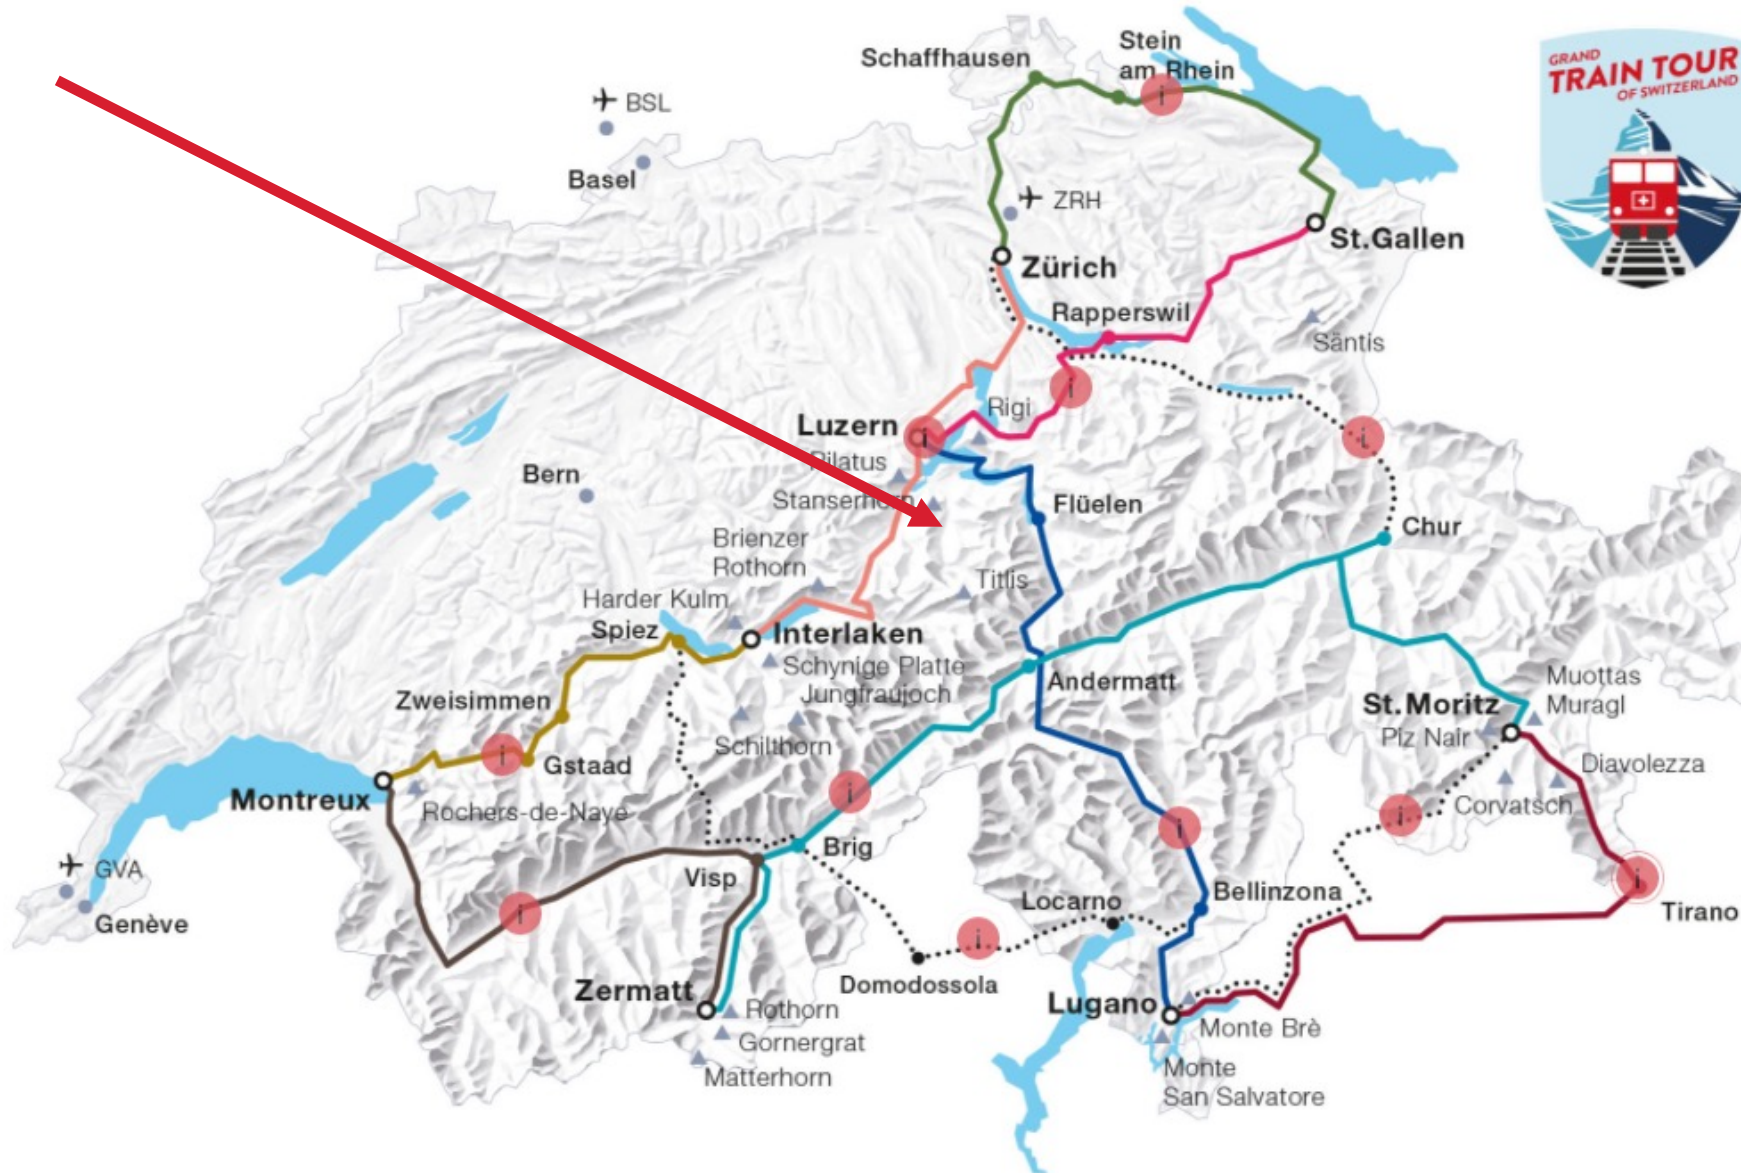 Schaffhausen
Stein
am Rhein
GRAND
TRAIN TOUR
OF SWITZERLAND
BSL
Basel
ZRH
St.Gallen
Zürich
Rapperswil
Säntis
Rigi
Luzern
Pilatus
Stanserhorn
Bern
Flüelen
Chur
Brienzer
Rothorn
Titlis
Harder Kulm
Spiez
Interlaken
Schynige Platte
Jungfraujoch
Andermatt
Zweisimmen
Schilthorn
Muottas
Muragl
St.Moritz
Piz Nair
Gstaad
Diavolezza
Montreux
Rochers-de-Naye
Corvatsch
Brig
GVA
Visp
Genève
Locarno
Bellinzona
Tirano
Domodossola
Zermatt
Lugano
Rothorn
Monte Brè
Gornergrat
Matterhorn
Monte
San Salvatore